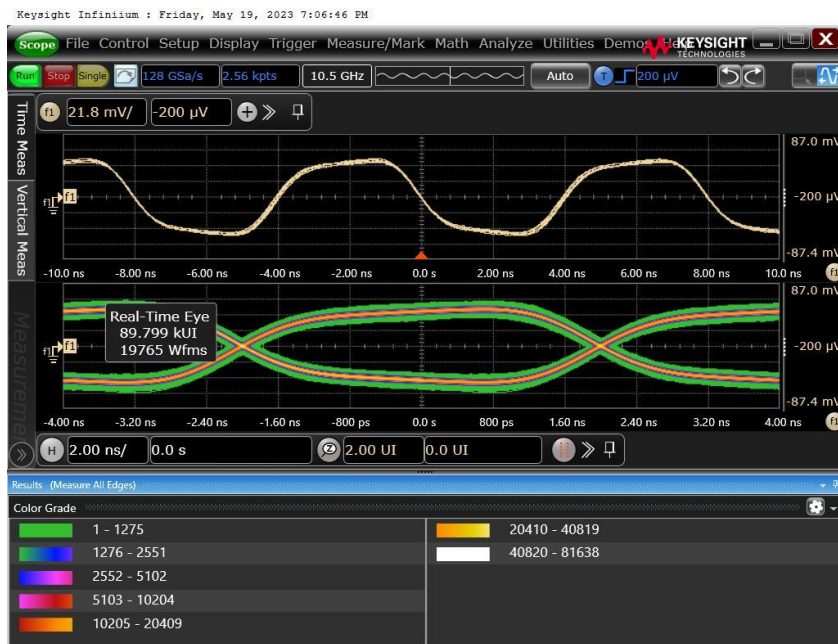 Keysight Infiniium : Friday, May 19, 2023 7:06:46 PM
Scope File Control Setup Display Trigger Measure/Mark Math Analyze Utilities Demos KEYSIGHT TECHNOLOGIES X
Run Stop Single 128 GSa/s 2.56 kpts 10.5 GHz Auto T 200 µV
Time Meas
Vertical Meas
f1 21.8 mV/ -200 µV
87.0 mV
f1 f1 -200 µV
-87.4 mV
-10.0 ns -8.00 ns -6.00 ns -4.00 ns -2.00 ns 0.0 s 2.00 ns 4.00 ns 6.00 ns 8.00 ns 10.0 ns f1
87.0 mV
Real-Time Eye
89.799 kUI
19765 Wfms
f1 f1 -200 µV
-87.4 mV
-4.00 ns -3.20 ns -2.40 ns -1.60 ns -800 ps 0.0 s 800 ps 1.60 ns 2.40 ns 3.20 ns 4.00 ns f1
H 2.00 ns/ 0.0 s Z 2.00 UI 0.0 UI
Results (Measure All Edges)
Color Grade
1 - 1275
1276 - 2551
2552 - 5102
5103 - 10204
10205 - 20409
20410 - 40819
40820 - 81638